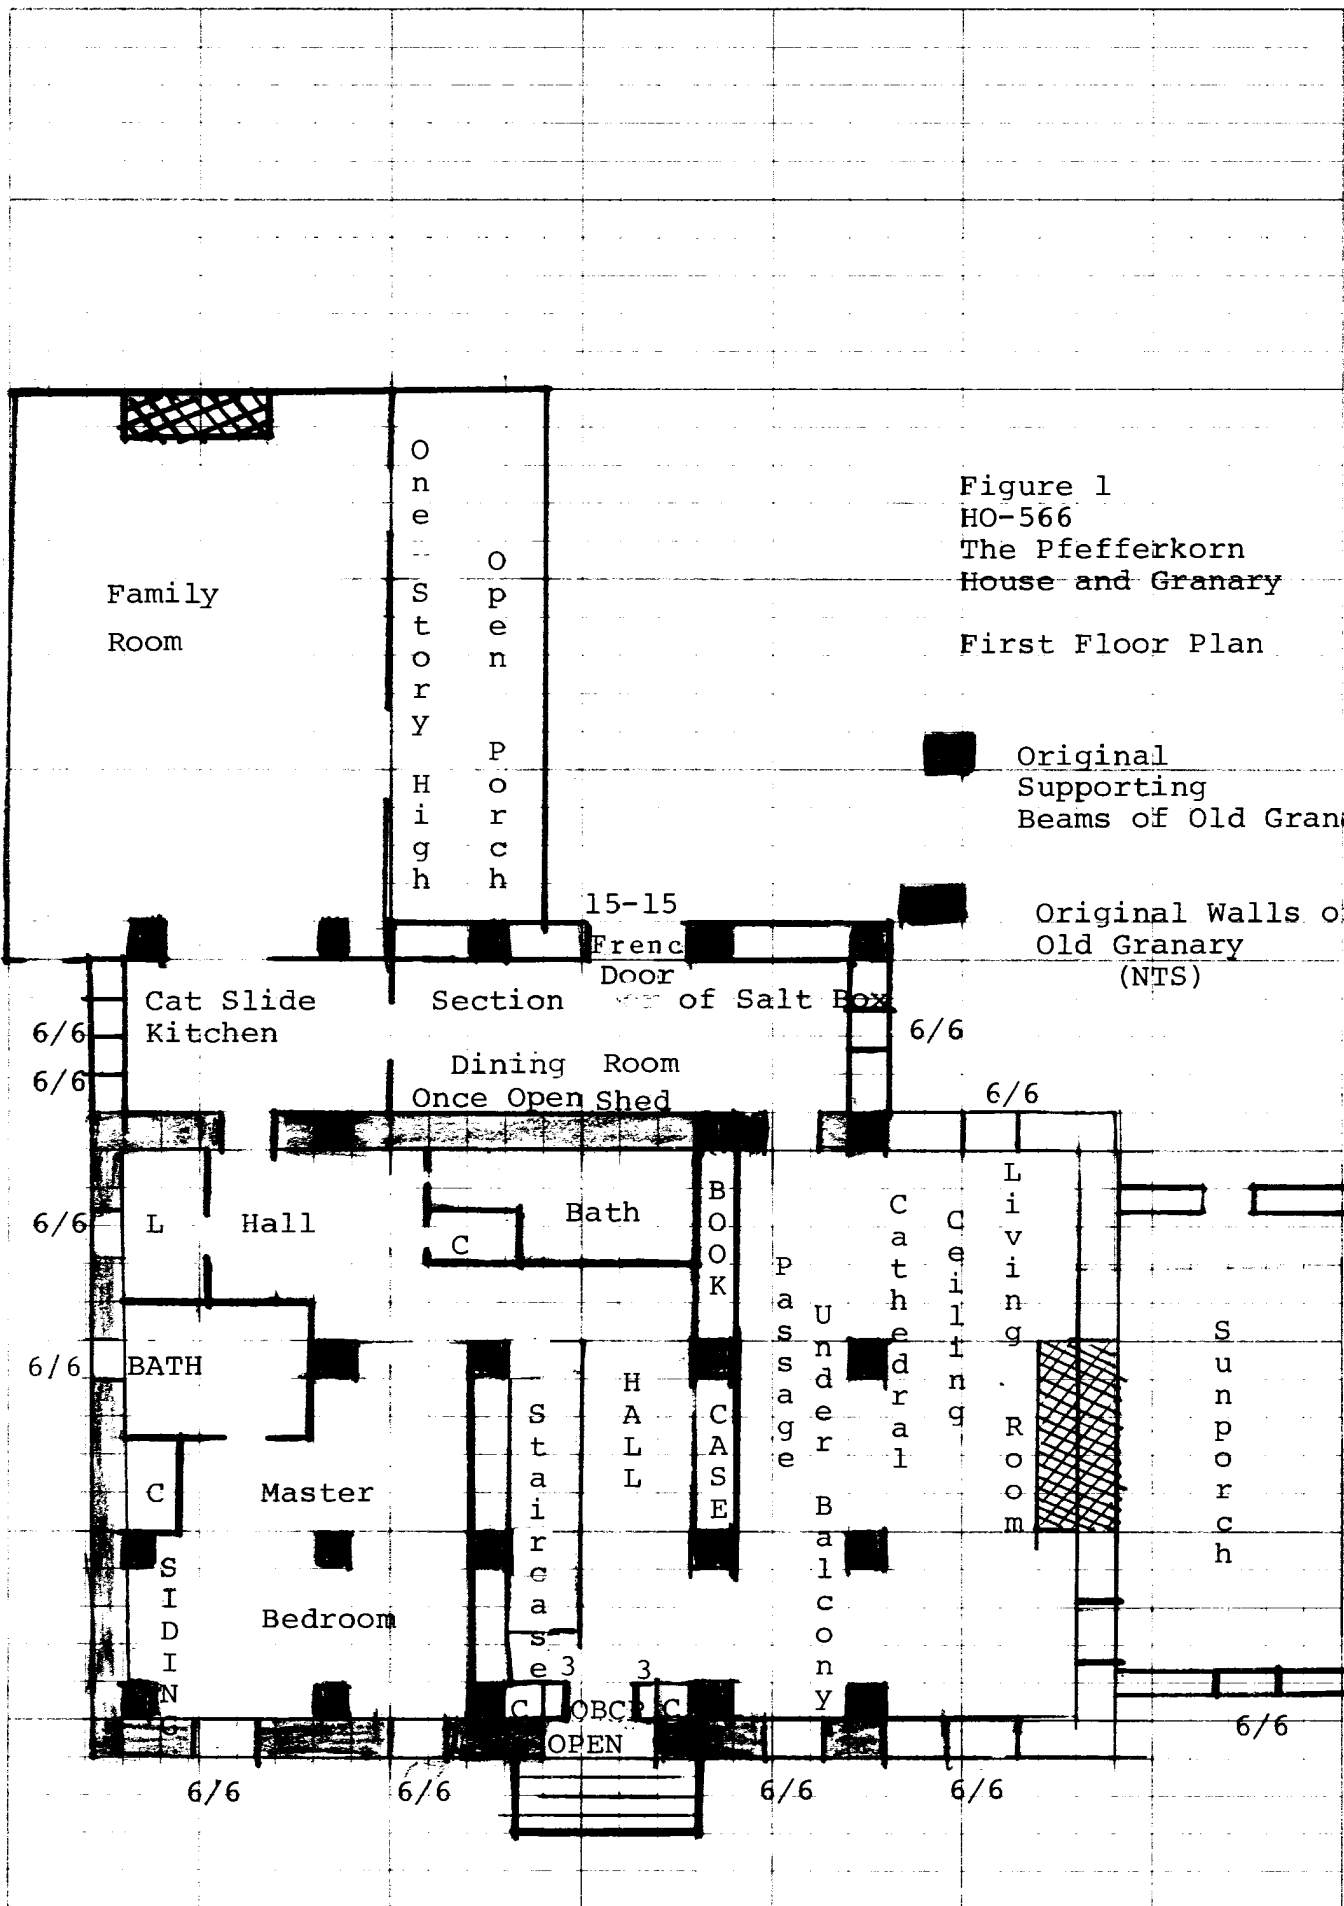 Figure 1
HO-566
The Pfefferkorn
House and Granary
First Floor Plan
Original
Supporting
Beams of Old Gran
Original Walls o
Old Granary
(NTS)
Family
Room
One-Story High
Open Porch
15-15
Frenc
Door
Cat Slide
Kitchen
Section
of Salt Box
6/6
6/6
6/6
Dining Room
Once Open Shed
6/6
L
Hall
C
Bath
BOOK
CASE
Passage
Under Balcony
Cathedral
Ceiling
Living Room
Sunporch
6/6
6/6
BATH
C
Master
Bedroom
SIDING
Staircase
HALL
3
3
C
OBCR
C
OPEN
6/6
6/6
6/6
6/6
6/6